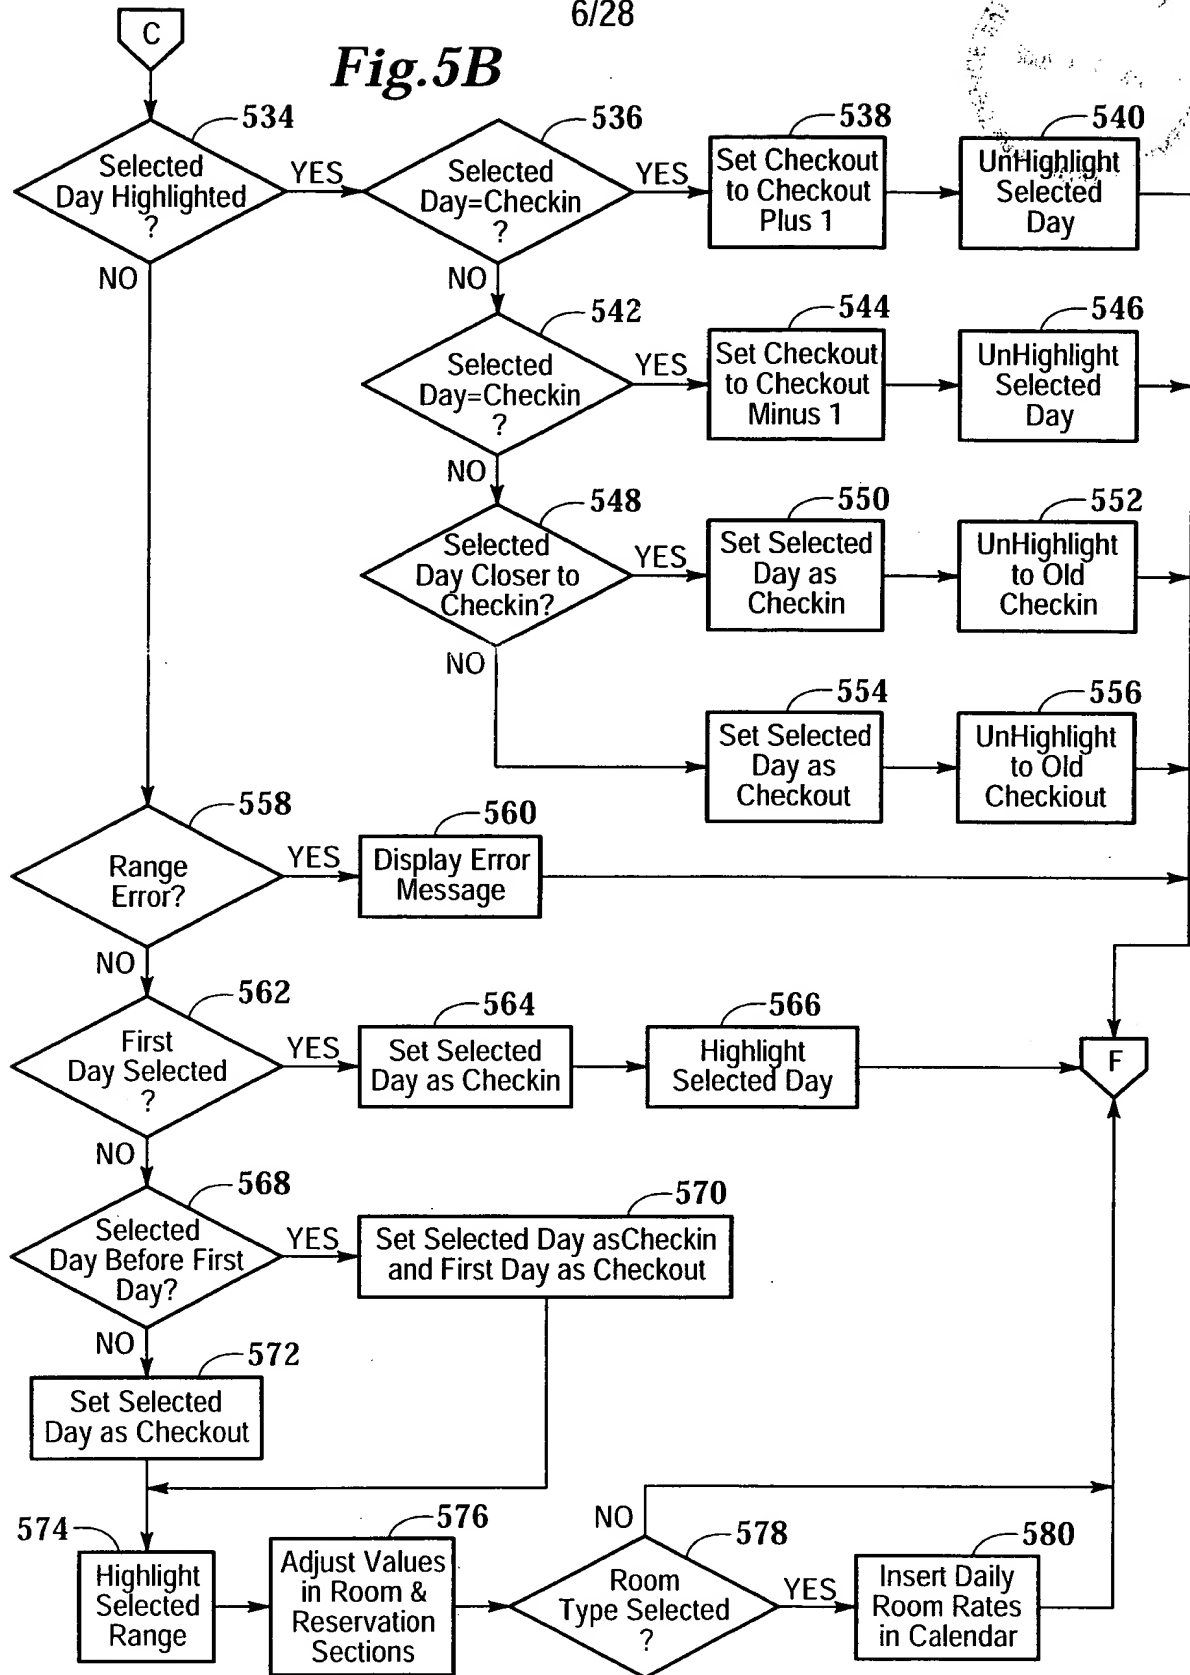 6/28
C
Fig.5B
534
Selected
Day Highlighted
?
YES
NO
536
Selected
Day=Checkin
?
YES
NO
538
Set Checkout
to Checkout
Plus 1
540
UnHighlight
Selected
Day
542
Selected
Day=Checkin
?
YES
NO
544
Set Checkout
to Checkout
Minus 1
546
UnHighlight
Selected
Day
548
Selected
Day Closer to
Checkin?
YES
NO
550
Set Selected
Day as
Checkin
552
UnHighlight
to Old
Checkin
554
Set Selected
Day as
Checkout
556
UnHighlight
to Old
Checkiout
558
Range
Error?
YES
NO
560
Display Error
Message
562
First
Day Selected
?
YES
NO
564
Set Selected
Day as Checkin
566
Highlight
Selected Day
F
568
Selected
Day Before First
Day?
YES
NO
570
Set Selected Day asCheckin
and First Day as Checkout
572
Set Selected
Day as Checkout
574
Highlight
Selected
Range
576
Adjust Values
in Room &
Reservation
Sections
578
Room
Type Selected
?
NO
YES
580
Insert Daily
Room Rates
in Calendar